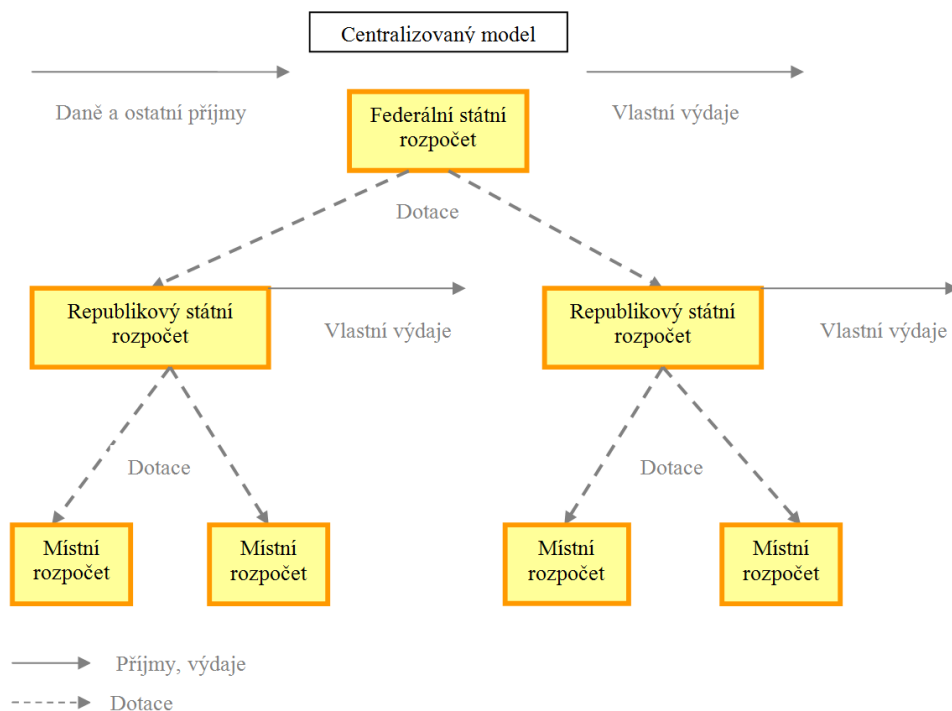 Centralizovaný model
Daně a ostatní příjmy
Federální státní
rozpočet
Vlastní výdaje
Dotace
Republikový státní
rozpočet
Vlastní výdaje
Republikový státní
rozpočet
Vlastní výdaje
Dotace
Dotace
Místní
rozpočet
Místní
rozpočet
Místní
rozpočet
Místní
rozpočet
Příjmy, výdaje
Dotace